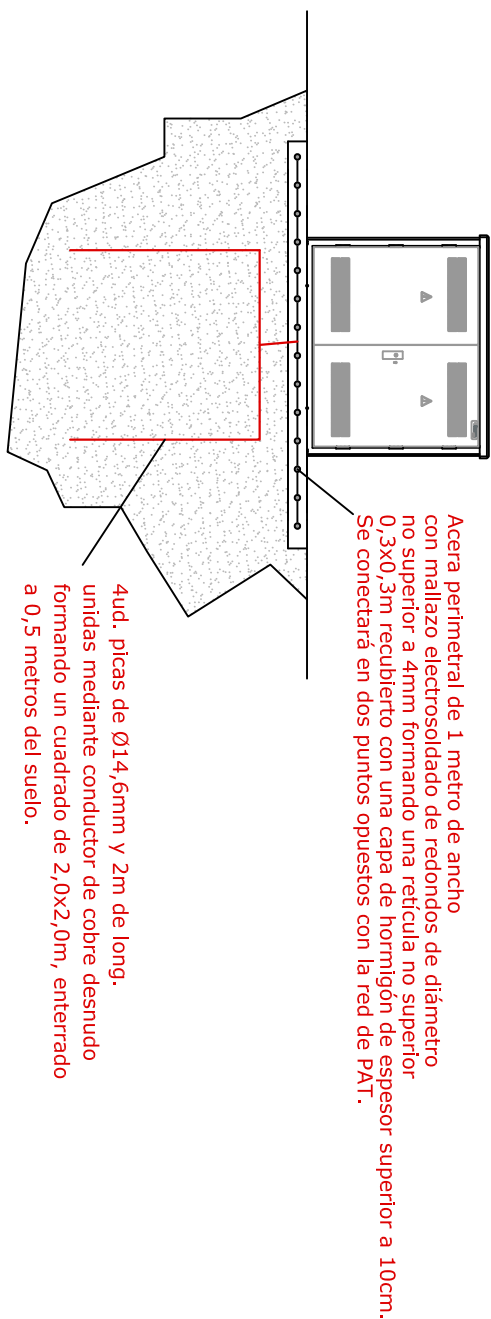 Acera perimetral de 1 metro de ancho
con mallazo electrosoldado de redondos de diámetro
no superior a 4mm formando una retícula no superior
0,3x0,3m recubierto con una capa de hormigón de espesor superior a 10cm.
Se conectará en dos puntos opuestos con la red de PAT.
4ud. picas de Ø14,6mm y 2m de long.
unidas mediante conductor de cobre desnudo
formando un cuadrado de 2,0x2,0m, enterrado
a 0,5 metros del suelo.